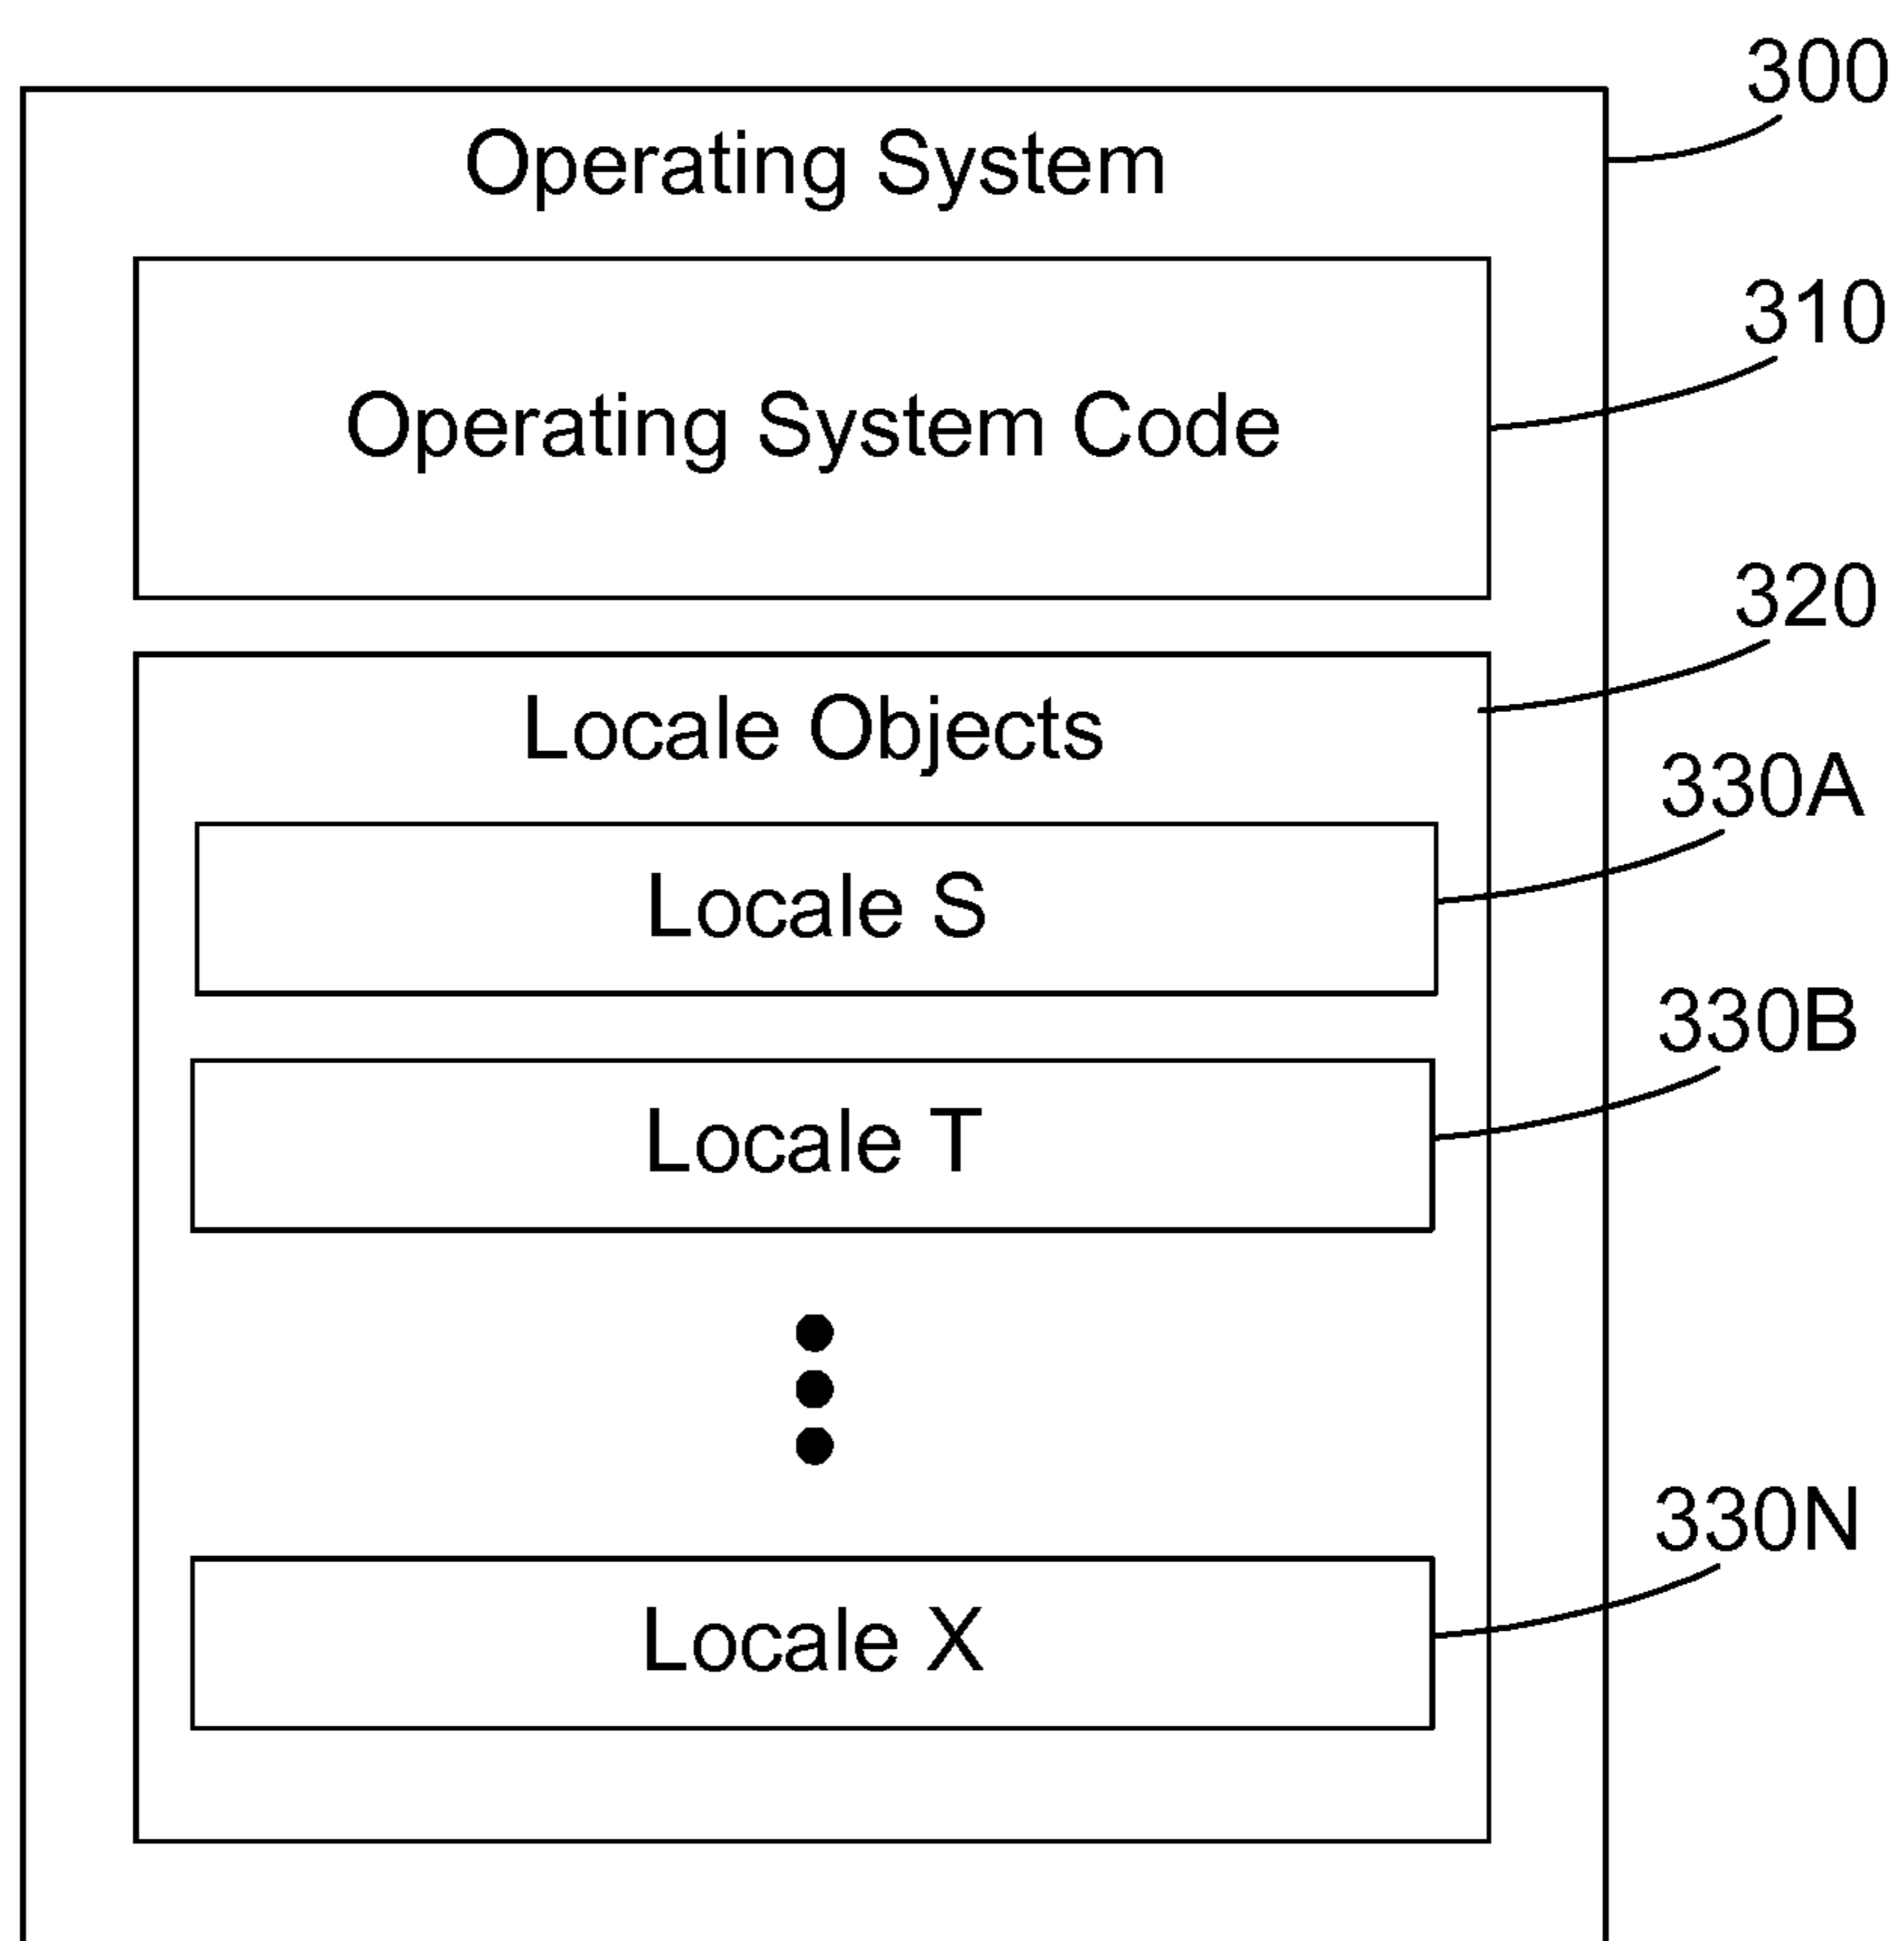 300
Operating System
310
Operating System Code
320
Locale Objects
330A
Locale S
330B
Locale T
330N
Locale X